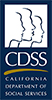 CDSS
CALIFORNIA
DEPARTMENT OF
SOCIAL SERVICES